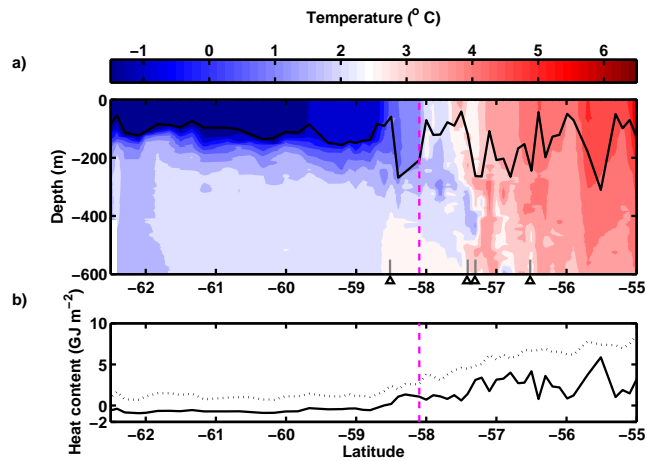 Temperature (° C)
a)
−1 0 1 2 3 4 5 6
0
−200
−400
−600
Depth (m)
−62 −61 −60 −59 −58 −57 −56 −55
b)
10
5
0
−2
Heat content (GJ m−2)
−62 −61 −60 −59 −58 −57 −56 −55
Latitude